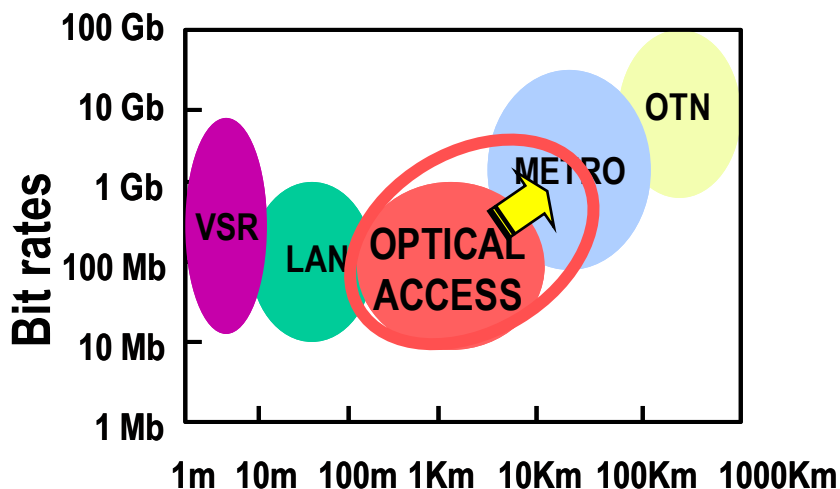 100 Gb
10 Gb
1 Gb
100 Mb
10 Mb
1 Mb
Bit rates
VSR
LAN
OPTICAL
ACCESS
METRO
OTN
1m 10m 100m 1Km 10Km 100Km 1000Km